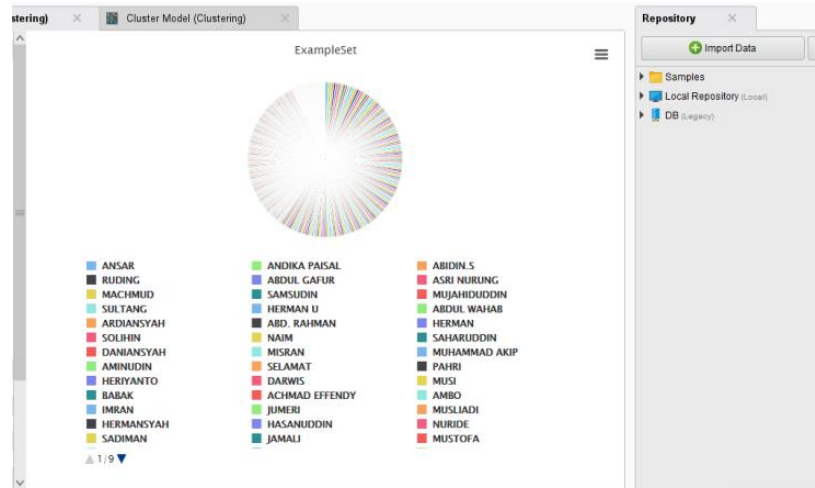 stering)
Cluster Model (Clustering)
Repository
Import Data
Samples
Local Repository (Local)
DB (Legacy)
ExampleSet
ANSAR ANDIKA PAISAL ABIDIN.S
RUDING ABDUL GAFUR ASRI NURUNG
MACHMUD SAMSUDIN MUJAHIDUDDIN
SULTANG HERMAN U ABDUL WAHAB
ARDIANSYAH ABD. RAHMAN HERMAN
SOLIHIN NAIM SAHARUDDIN
DANIANSYAH MISRAN MUHAMMAD AKIP
AMINUDIN SELAMAT PAHRI
HERIYANTO DARWIS MUSI
BABAK ACHMAD EFFENDY AMBO
IMRAN JUMERI MUSLIADI
HERMANSYAH HASANUDDIN NURIDE
SADIMAN JAMALI MUSTOFA
1/9